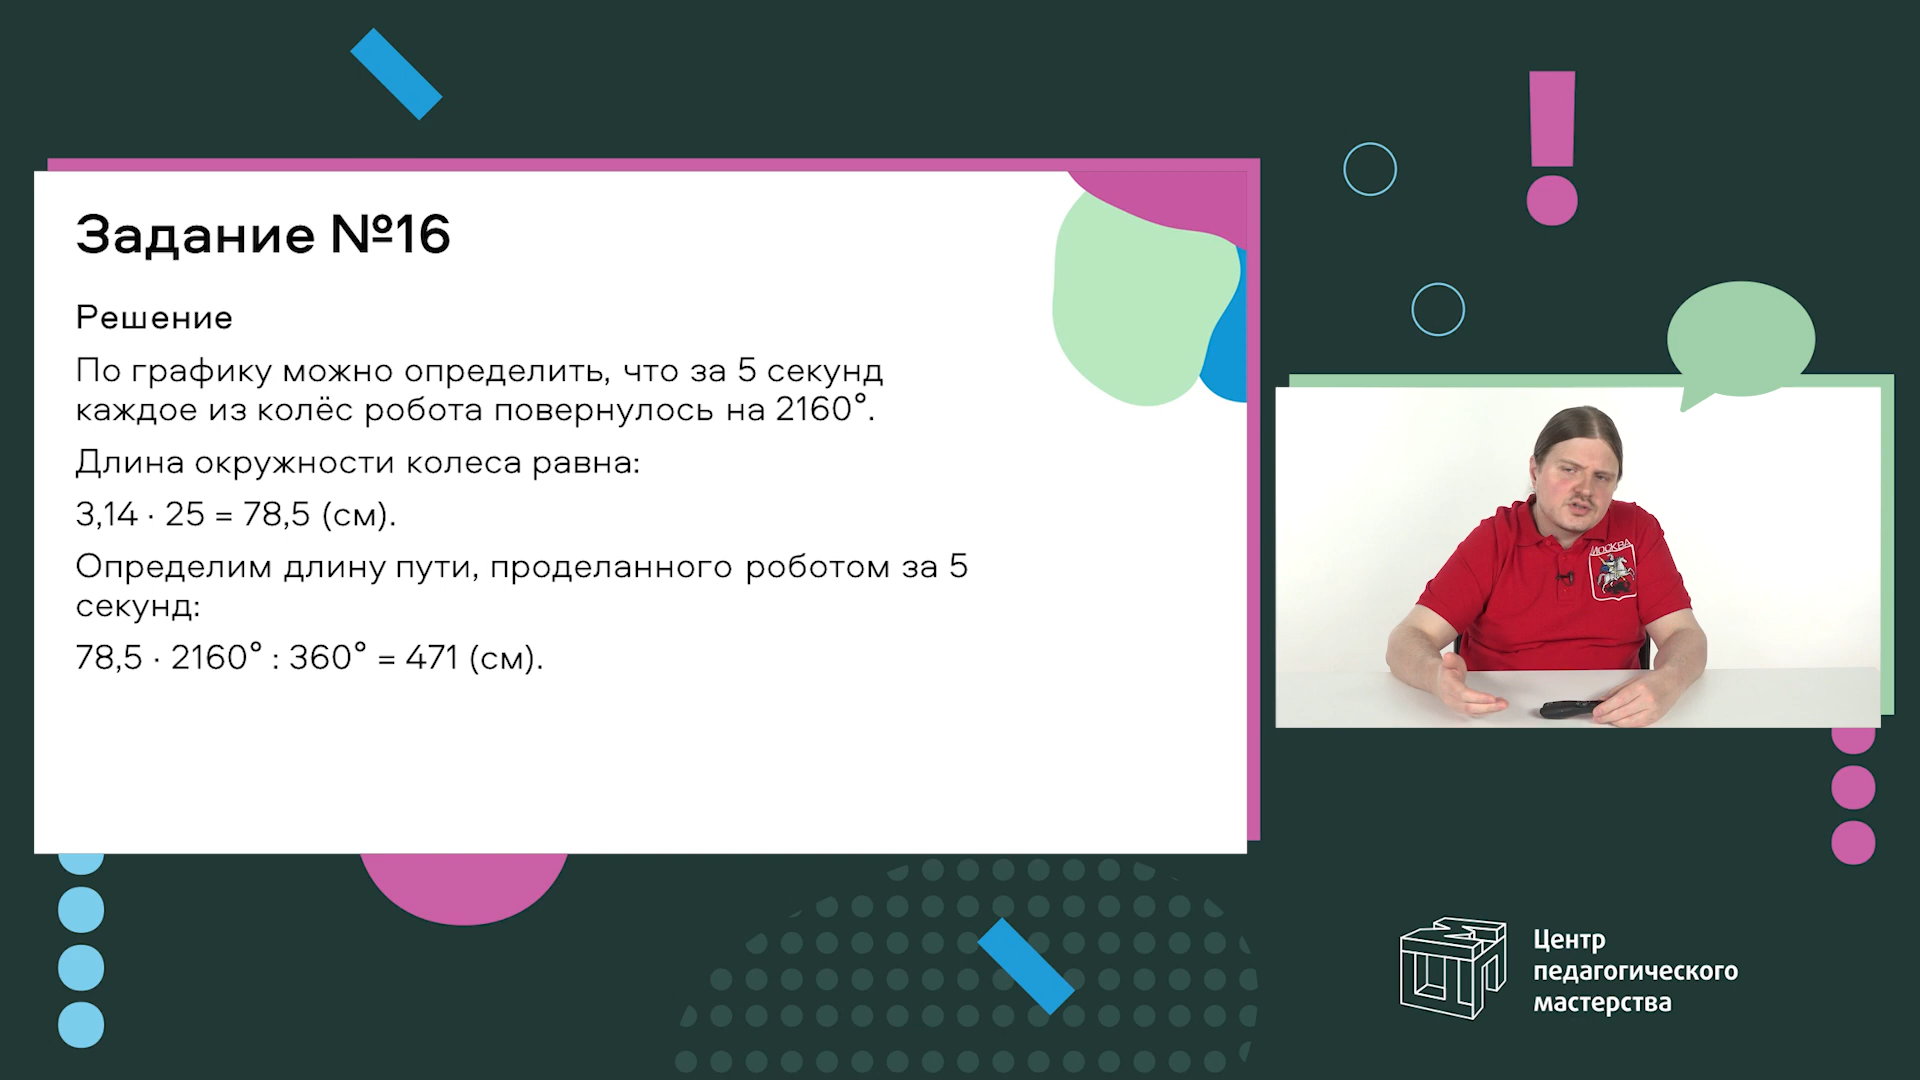 Задание №16
Решение
По графику можно определить, что за 5 секунд
каждое из колёс робота повернулось на 2160°.
Длина окружности колеса равна:
3,14 · 25 = 78,5 (см).
Определим длину пути, проделанного роботом за 5
секунд:
78,5 · 2160° : 360° = 471 (см).
МОСКВА
Центр
педагогического
мастерства